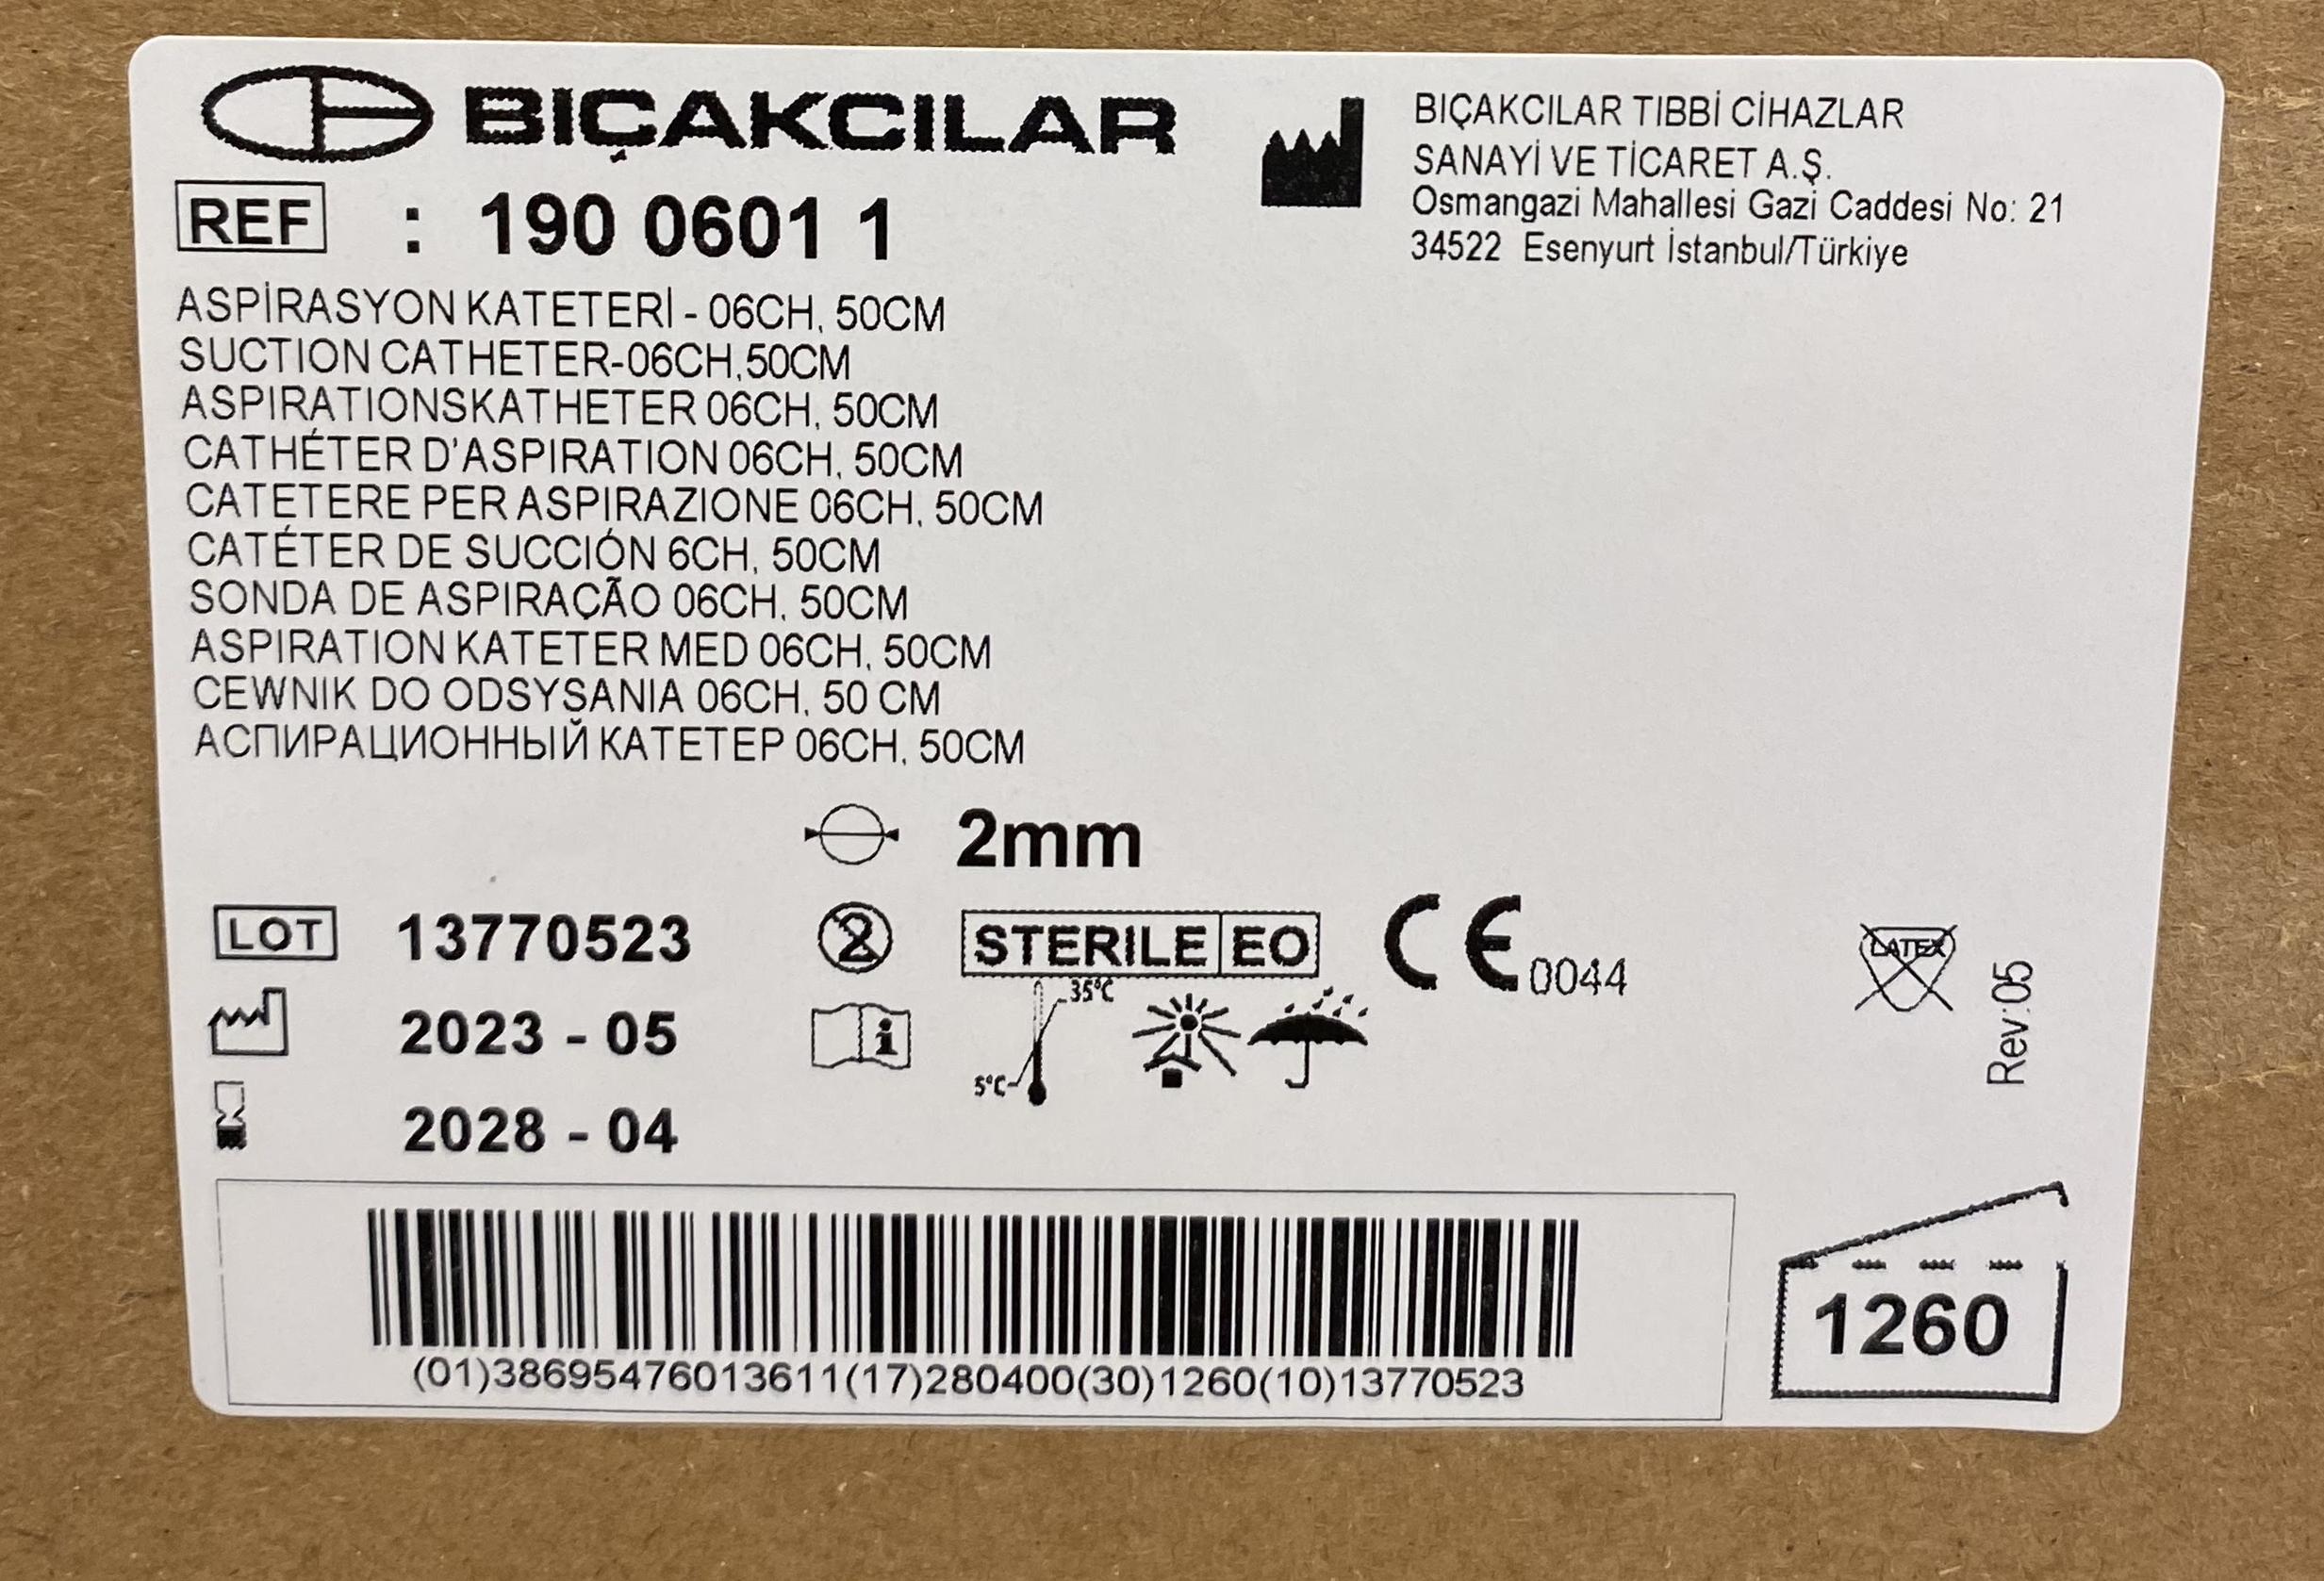 BIÇAKCILAR
REF : 190 0601 1
BIÇAKCILAR TIBBİ CİHAZLAR
SANAYİ VE TİCARET A.Ş.
Osmangazi Mahallesi Gazi Caddesi No: 21
34522 Esenyurt İstanbul/Türkiye
ASPİRASYON KATETERİ - 06CH, 50CM
SUCTION CATHETER-06CH,50CM
ASPIRATIONSKATHETER 06CH, 50CM
CATHÉTER D'ASPIRATION 06CH, 50CM
CATETERE PER ASPIRAZIONE 06CH, 50CM
CATÉTER DE SUCCIÓN 6CH, 50CM
SONDA DE ASPIRAÇÃO 06CH, 50CM
ASPIRATION KATETER MED 06CH, 50CM
CEWNIK DO ODSYSANIA 06CH, 50 CM
АСПИРАЦИОННЫЙ КАТЕТЕР 06CH, 50CM
2mm
LOT 13770523
2
STERILE EO
CE 0044
LATEX
Rev:05
2023 - 05
i
35°C
5°C
2028 - 04
(01)38695476013611(17)280400(30)1260(10)13770523
1260